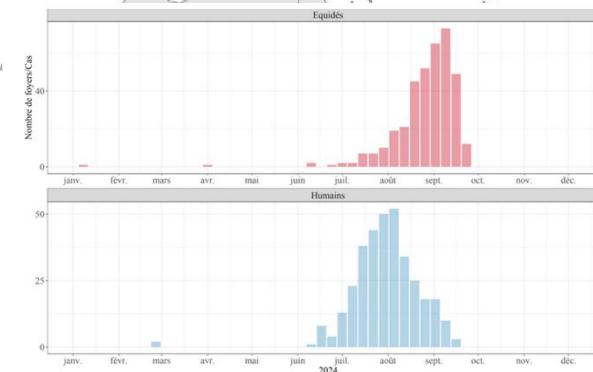 Equidés
Nombre de foyers/Cas
40
0
janv. févr. mars avr. mai juin juil. août sept. oct. nov. déc.
Humains
50
25
0
janv. févr. mars avr. mai juin juil. août sept. oct. nov. déc.
2024